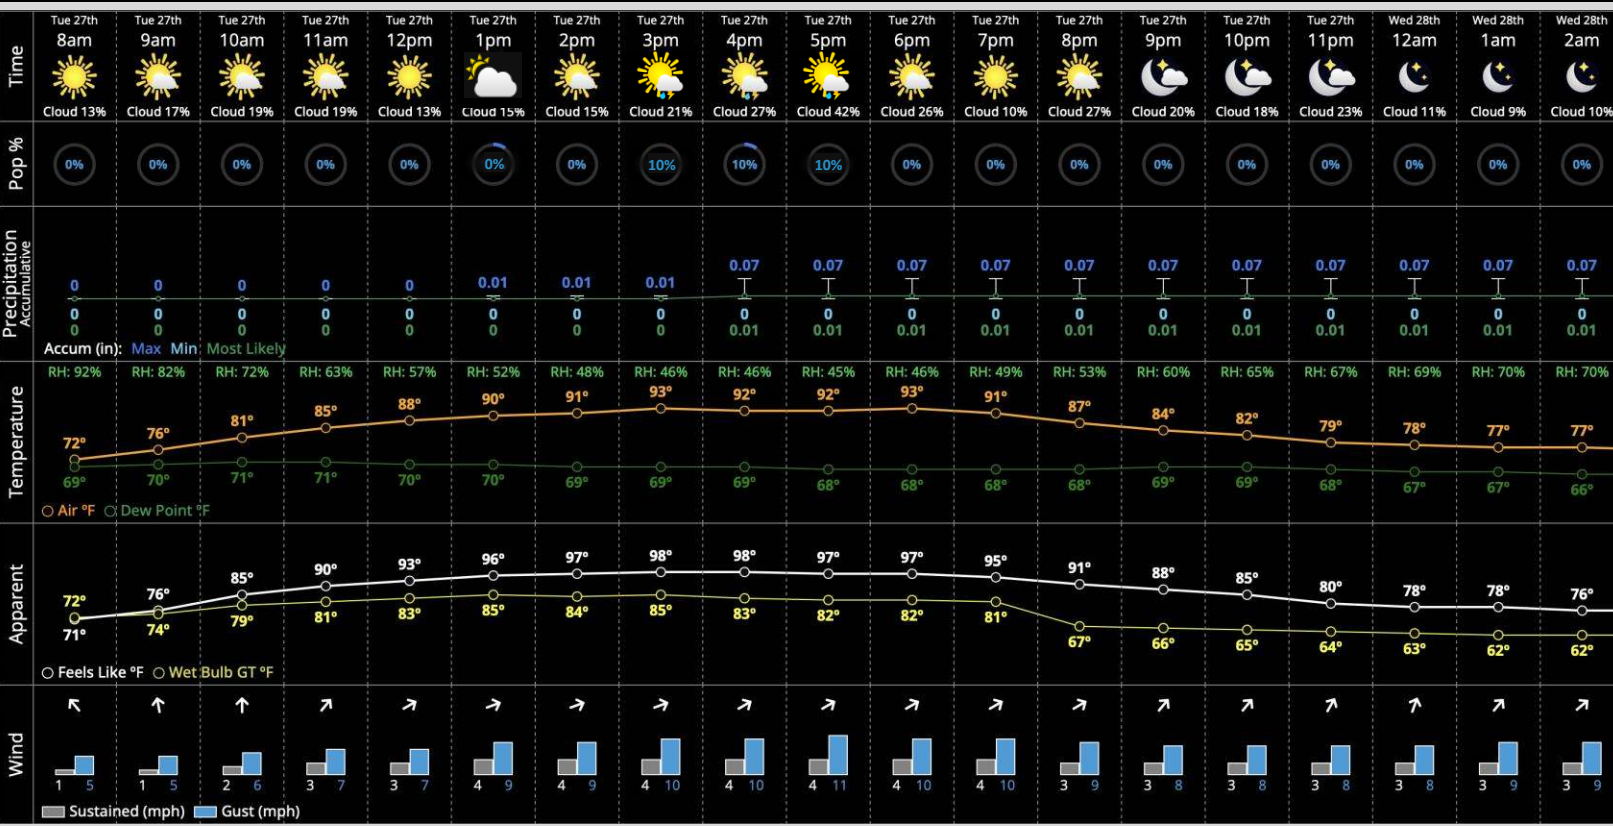 Time
Tue 27th Tue 27th Tue 27th Tue 27th Tue 27th Tue 27th Tue 27th Tue 27th Tue 27th Tue 27th Tue 27th Tue 27th Tue 27th Tue 27th Tue 27th Tue 27th Wed 28th Wed 28th Wed 28th
8am 9am 10am 11am 12pm 1pm 2pm 3pm 4pm 5pm 6pm 7pm 8pm 9pm 10pm 11pm 12am 1am 2am
Cloud 13% Cloud 17% Cloud 19% Cloud 19% Cloud 13% Cloud 15% Cloud 15% Cloud 21% Cloud 27% Cloud 42% Cloud 26% Cloud 10% Cloud 27% Cloud 20% Cloud 18% Cloud 23% Cloud 11% Cloud 9% Cloud 10%
Pop %
0% 0% 0% 0% 0% 0% 0% 10% 10% 10% 0% 0% 0% 0% 0% 0% 0% 0% 0%
Precipitation
Accumulative
0 0 0 0 0 0.01 0.01 0.01 0.07 0.07 0.07 0.07 0.07 0.07 0.07 0.07 0.07 0.07 0.07
0 0 0 0 0 0 0 0 0 0 0 0 0 0 0 0 0 0 0
0 0 0 0 0 0 0 0 0.01 0.01 0.01 0.01 0.01 0.01 0.01 0.01 0.01 0.01 0.01
Accum (in): Max Min Most Likely
Temperature
RH: 92% RH: 82% RH: 72% RH: 63% RH: 57% RH: 52% RH: 48% RH: 46% RH: 46% RH: 45% RH: 46% RH: 49% RH: 53% RH: 60% RH: 65% RH: 67% RH: 69% RH: 70% RH: 70%
72° 76° 81° 85° 88° 90° 91° 93° 92° 92° 93° 91° 87° 84° 82° 79° 78° 77° 77°
69° 70° 71° 71° 70° 70° 69° 69° 69° 68° 68° 68° 68° 69° 69° 68° 67° 67° 66°
Air °F Dew Point °F
Apparent
71° 76° 85° 90° 93° 96° 97° 98° 98° 97° 97° 95° 91° 88° 85° 80° 78° 78° 76°
72° 74° 79° 81° 83° 85° 84° 85° 83° 82° 82° 81° 67° 66° 65° 64° 63° 62° 62°
Feels Like °F Wet Bulb GT °F
Wind
1 5 1 5 2 6 3 7 3 7 4 9 4 9 4 10 4 10 4 11 4 10 4 10 3 9 3 8 3 8 3 8 3 8 3 9 3 9
Sustained (mph) Gust (mph)